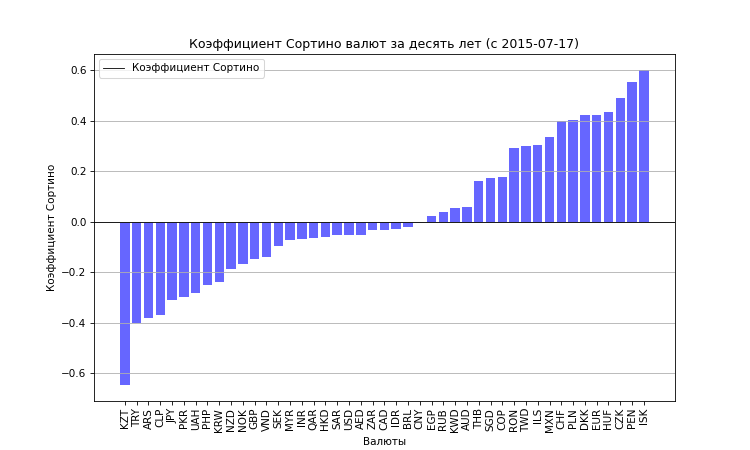 Коэффициент Сортино валют за десять лет (с 2015-07-17)
Коэффициент Сортино
Коэффициент Сортино
0.6
0.4
0.2
0.0
−0.2
−0.4
−0.6
KZT TRY ARS CLP JPY PKR UAH PHP KRW NZD NOK GBP VND SEK MYR INR QAR HKD SAR USD AED ZAR CAD IDR BRL CNY EGP RUB KWD AUD THB SGD COP RON TWD ILS MXN CHF PLN DKK EUR HUF CZK PEN ISK
Валюты